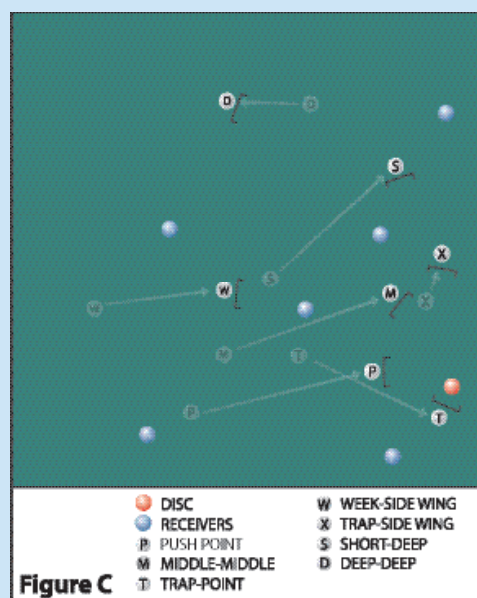 D D
S
X
W S M X
W
M T P
P T
DISC W WEEK-SIDE WING
RECEIVERS X TRAP-SIDE WING
P PUSH POINT S SHORT-DEEP
M MIDDLE-MIDDLE D DEEP-DEEP
Figure C T TRAP-POINT